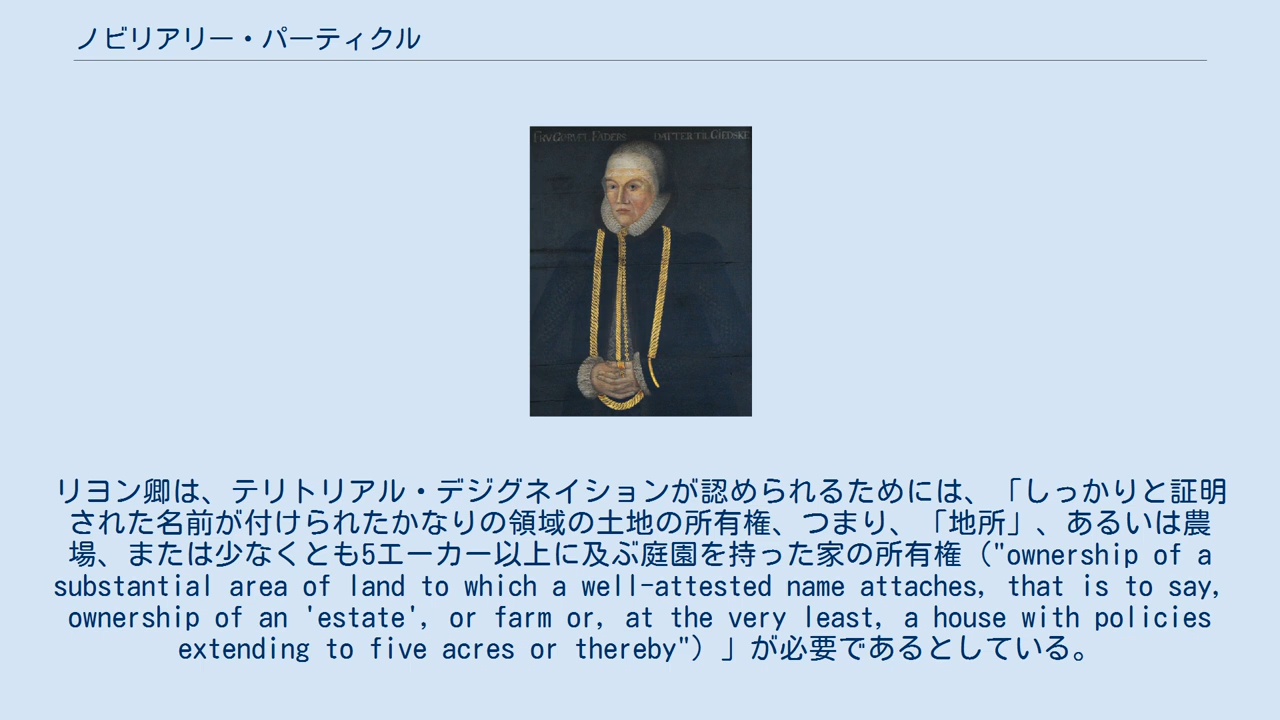 ノビリアリー・パーティクル
FRV GVRVEL FADERS DATTER TIL GIEDSKE
リヨン卿は、テリトリアル・デジグネイションが認められるためには、「しっかりと証明
された名前が付けられたかなりの領域の土地の所有権、つまり、「地所」、あるいは農
場、または少なくとも5エーカー以上に及ぶ庭園を持った家の所有権（"ownership of a
substantial area of land to which a well-attested name attaches, that is to say,
ownership of an 'estate', or farm or, at the very least, a house with policies
extending to five acres or thereby"）」が必要であるとしている。